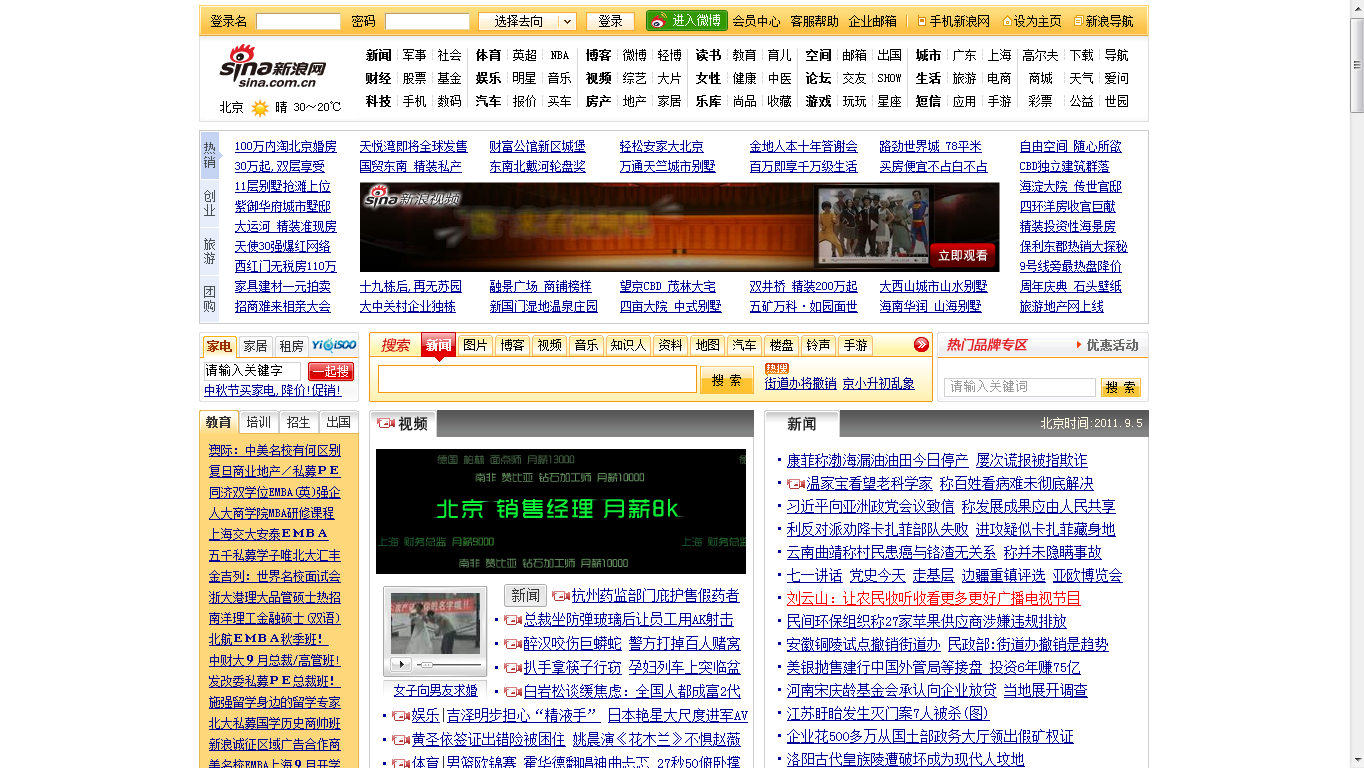 登录名 密码 选择去向 登录 进入微博 会员中心 客服帮助 企业邮箱 手机新浪网 设为主页 新浪导航
sina新浪网
sina.com.cn
北京 晴 30～20℃
新闻 军事 社会 体育 英超 NBA 博客 微博 轻博 读书 教育 育儿 空间 邮箱 出国 城市 广东 上海 高尔夫 下载 导航
财经 股票 基金 娱乐 明星 音乐 视频 综艺 大片 女性 健康 中医 论坛 交友 SHOW 生活 旅游 电商 商城 天气 爱问
科技 手机 数码 汽车 报价 买车 房产 地产 家居 乐库 尚品 收藏 游戏 玩玩 星座 短信 应用 手游 彩票 公益 世园
热销
创业
旅游
团购
100万内淘北京婚房 天悦湾即将全球发售 财富公馆新区城堡 轻松安家大北京 金地人本十年答谢会 路劲世界城 78平米 自由空间 随心所欲
30万起,双层享受 国贸东南 精装私产 东南北戴河轮盘奖 万通天竺城市别墅 百万即享千万级生活 买房便宜不占白不占 CBD独立建筑群落
11层别墅抢滩上位 海淀大院 传世官邸
紫御华府城市墅邸 四环洋房收官巨献
大运河 精装准现房 精装投资性海景房
天使30强爆红网络 保利东郡热销大探秘
西红门无税房110万 9号线旁最热盘降价
新浪视频
立即观看
家具建材一元拍卖 十九栋后,再无苏园 融景广场 商铺榜样 望京CBD 茂林大宅 双井桥 精装200万起 大西山城市山水别墅 周年庆典 石头壁纸
招商难来相亲大会 大中关村企业独栋 新国门湿地温泉庄园 四亩大院 中式别墅 五矿万科·如园面世 海南华润 山海别墅 旅游地产网上线
家电 家居 租房 YiQiSOO
请输入关键字 一起搜
中秋节买家电,降价!促销!
搜索 新闻 图片 博客 视频 音乐 知识人 资料 地图 汽车 楼盘 铃声 手游
搜 索
热搜
街道办将撤销 京小升初乱象
热门品牌专区 优惠活动
请输入关键词 搜 索
教育 培训 招生 出国
澳际：中美名校有何区别
复旦商业地产／私募ＰＥ
同济双学位EMBA(英)强企
人大商学院MBA研修课程
上海交大安泰ＥＭＢＡ
五千私募学子唯北大汇丰
金吉列：世界名校面试会
浙大港理大品管硕士热招
南洋理工金融硕士(双语)
北航ＥＭＢＡ秋季班！
中财大９月总裁/高管班!
发改委私募ＰＥ总裁班！
施强留学身边的留学专家
北大私募国学历史商帅班
新浪诚征区域广告合作商
美名校EMBA上海９月开学
视频
德国 柏林 面点师 月薪13000
南非 赞比亚 钻石加工师 月薪10000
北京 销售经理 月薪8k
上海 财务总监 月薪9000 上海 财务总监
南非 赞比亚 钻石加工师 月薪10000
女子向男友求婚
新闻 杭州药监部门庇护售假药者
总裁坐防弹玻璃后让员工用AK射击
醉汉咬伤巨蟒蛇 警方打掉百人赌窝
扒手拿筷子行窃 孕妇列车上突临盆
白岩松谈缓焦虑：全国人都成富2代
娱乐|吉泽明步担心“精液手” 日本艳星大尺度进军AV
黄圣依签证出错险被困住 姚晨演《花木兰》不惧赵薇
体育|男篮欧锦赛 霍华德翻唱神曲卡下 27秒50俯卧撑
新闻 北京时间:2011.9.5
康菲称渤海漏油油田今日停产 屡次谎报被指欺诈
温家宝看望老科学家 称百姓看病难未彻底解决
习近平向亚洲政党会议致信 称发展成果应由人民共享
利反对派劝降卡扎菲部队失败 进攻疑似卡扎菲藏身地
云南曲靖称村民患癌与铬渣无关系 称并未隐瞒事故
七一讲话 党史今天 走基层 边疆重镇评选 亚欧博览会
刘云山：让农民收听收看更多更好广播电视节目
民间环保组织称27家苹果供应商涉嫌违规排放
安徽铜陵试点撤销街道办 民政部:街道办撤销是趋势
美银抛售建行中国外管局等接盘 投资6年赚75亿
河南宋庆龄基金会承认向企业放贷 当地展开调查
江苏盱眙发生灭门案7人被杀(图)
企业花500多万从国土部政务大厅领出假矿权证
洛阳古代皇族陵遭破坏成为现代人坟地